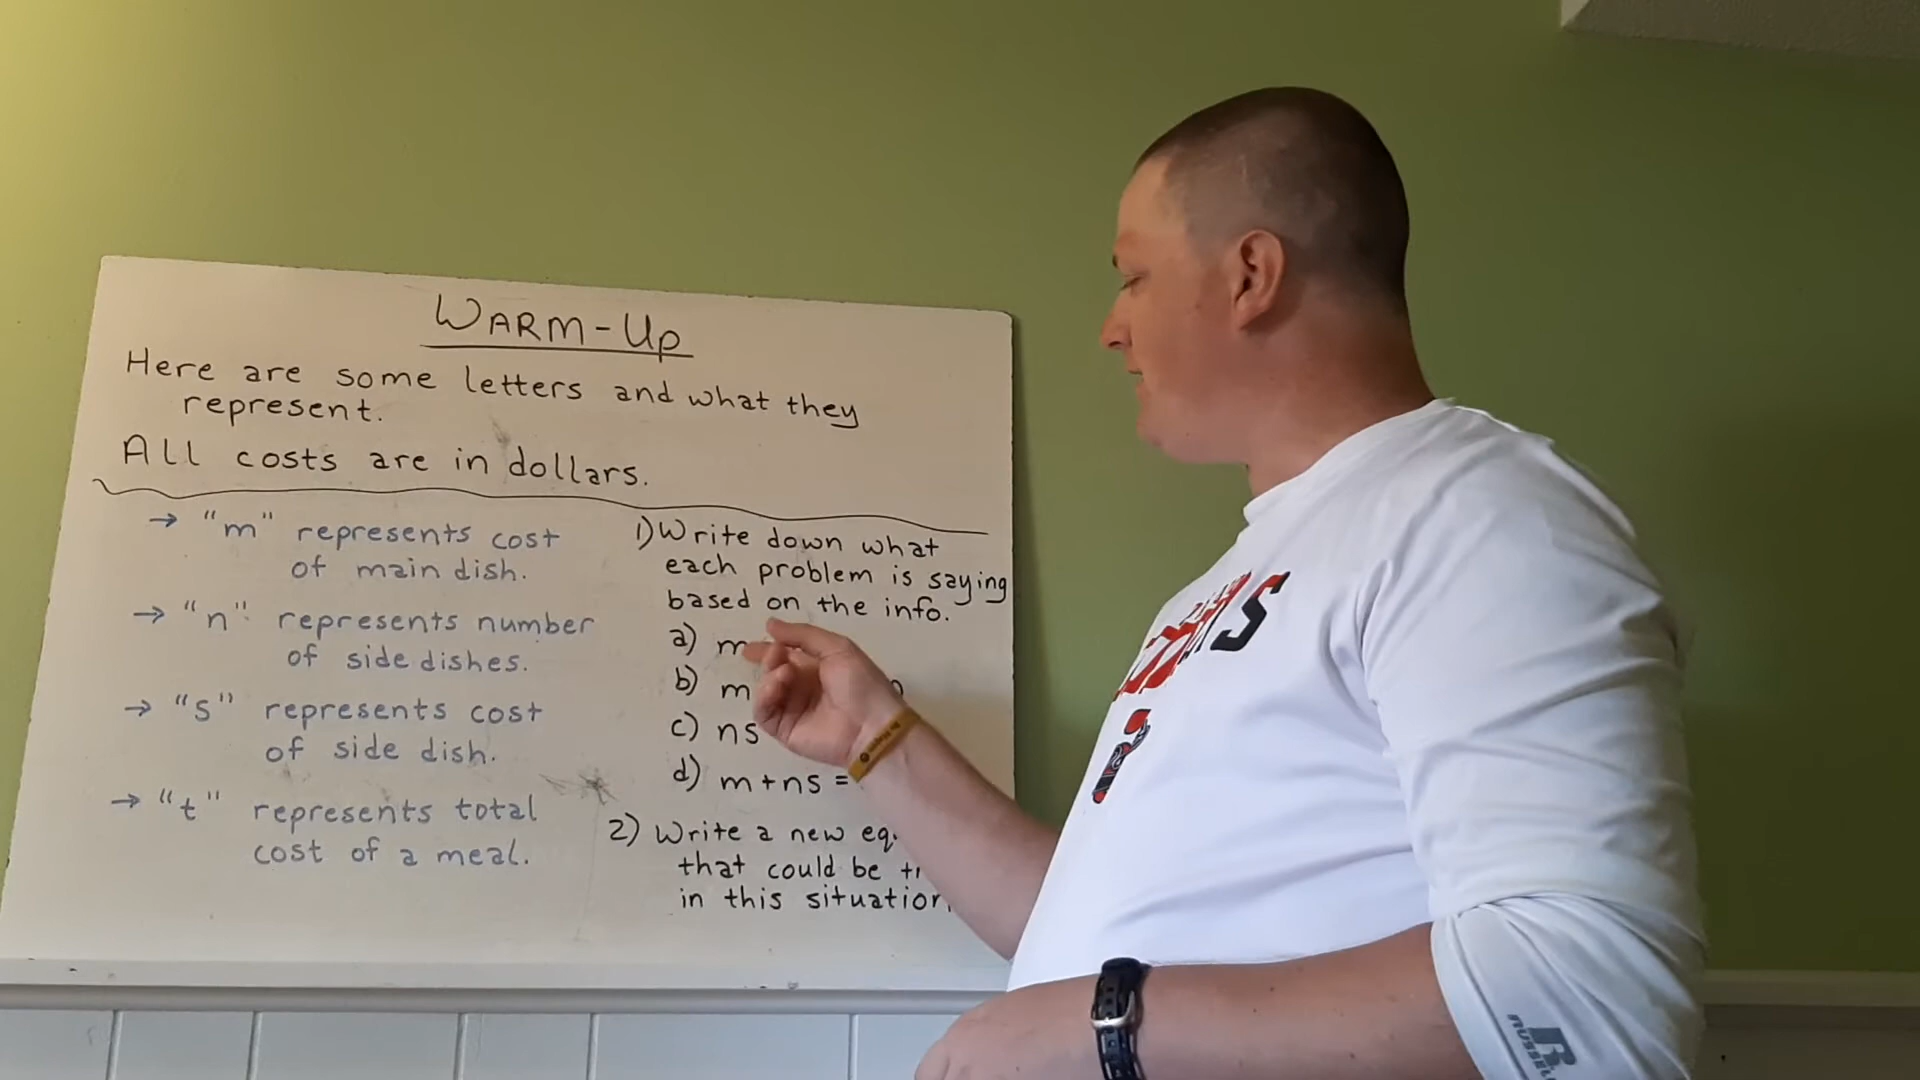 WARM-UP
Here are some letters and what they
represent.
All costs are in dollars.
→ "m" represents cost
of main dish.
→ "n" represents number
of side dishes.
→ "s" represents cost
of side dish.
→ "t" represents total
cost of a meal.
1) Write down what
each problem is saying
based on the info.
a) m
b) m
c) ns
d) m+ns =
2) Write a new
that could be
in this situation.
R
RUSSELL